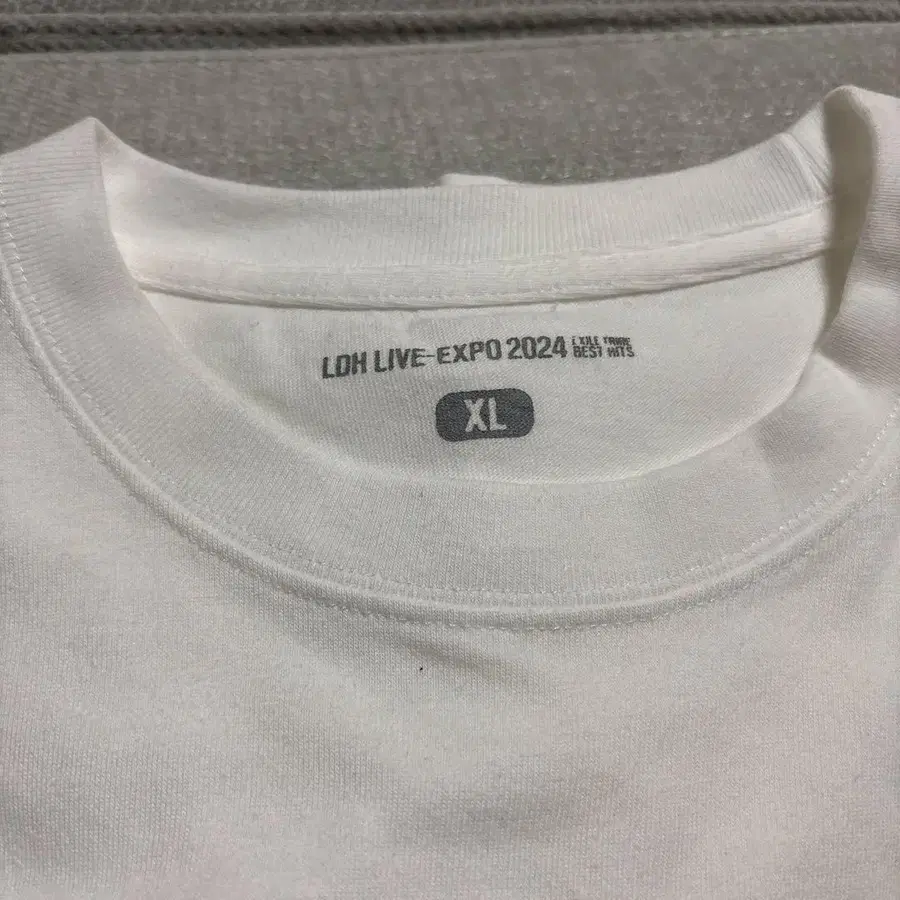 LDH LIVE-EXPO 2024 EXILE TRIBE
BEST HITS
XL